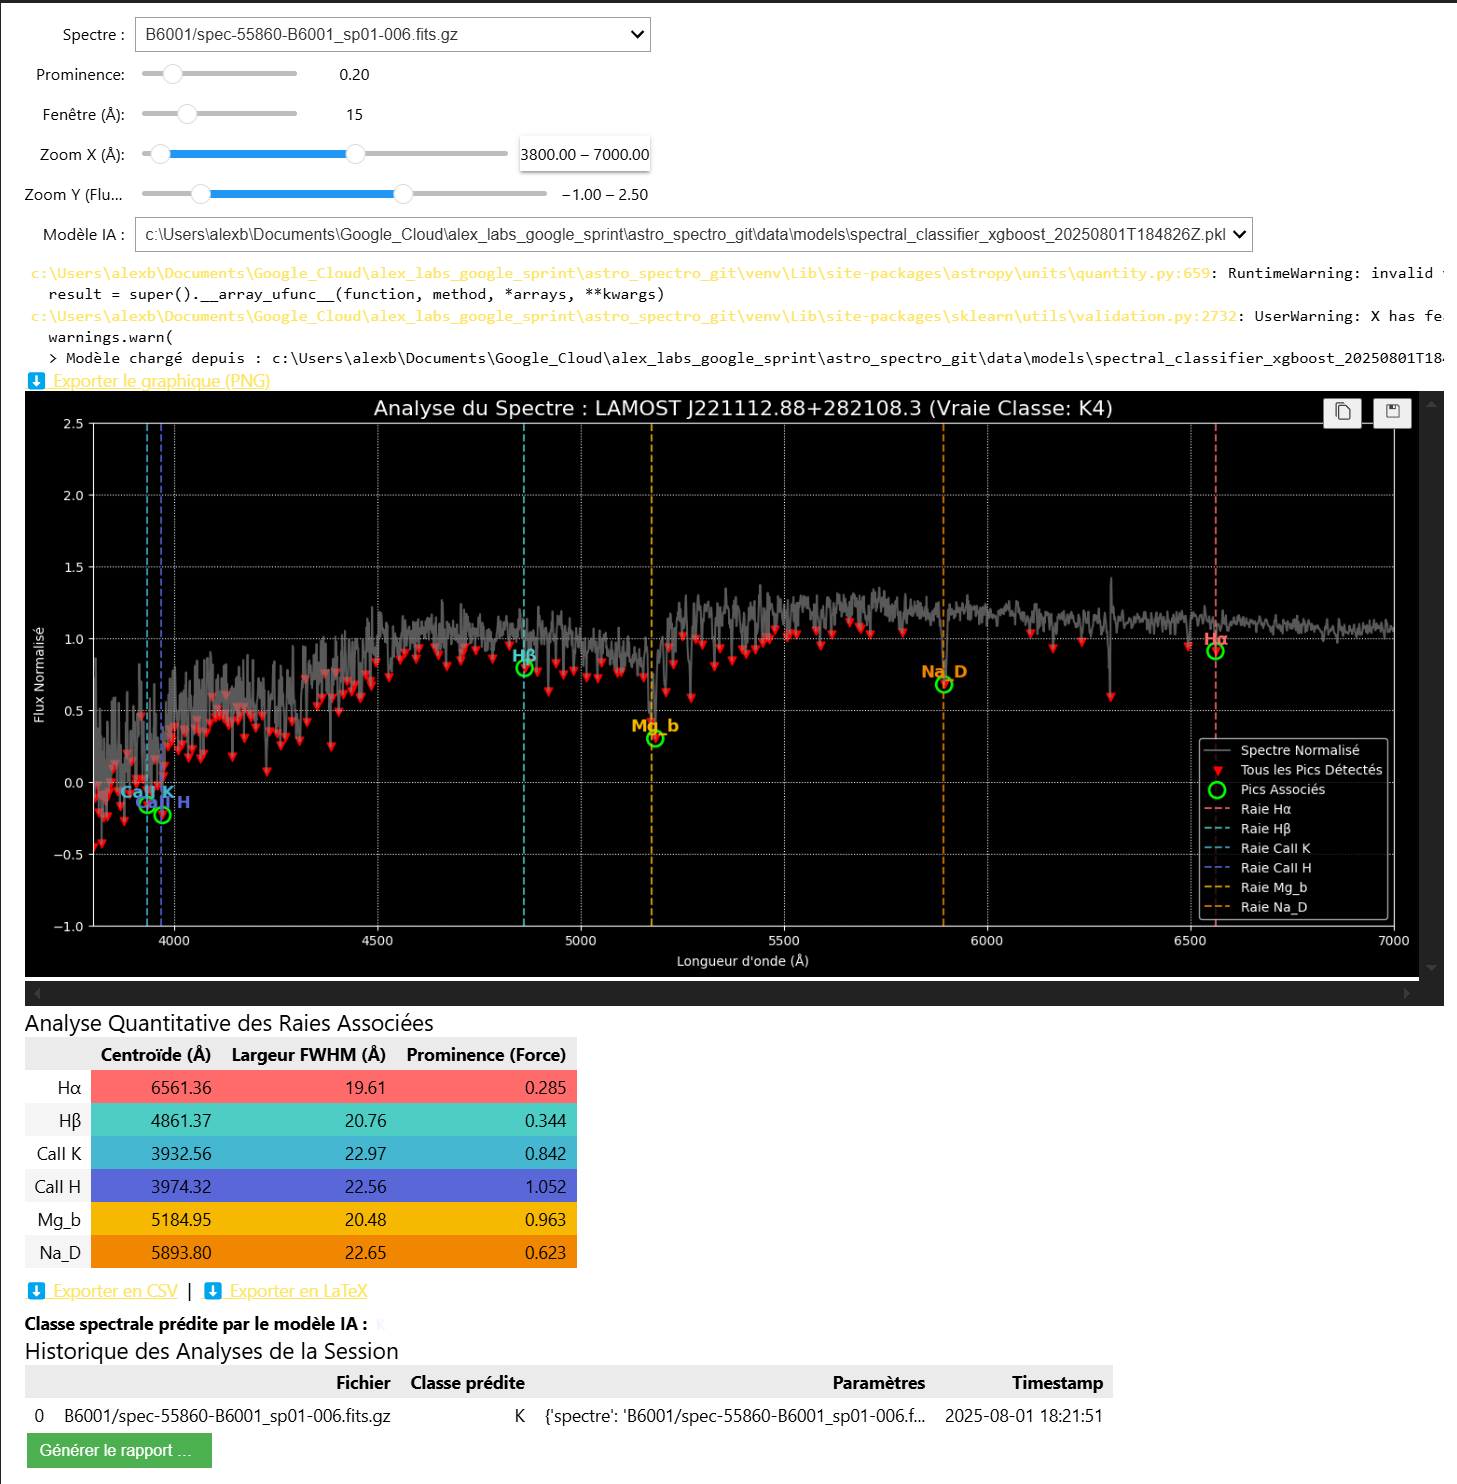 Spectre : B6001/spec-55860-B6001_sp01-006.fits.gz
Prominence: 0.20
Fenêtre (Å): 15
Zoom X (Å): 3800.00 – 7000.00
Zoom Y (Flu... −1.00 – 2.50
Modèle IA : c:\Users\alexb\Documents\Google_Cloud\alex_labs_google_sprint\astro_spectro_git\data\models\spectral_classifier_xgboost_20250801T184826Z.pkl
c:\Users\alexb\Documents\Google_Cloud\alex_labs_google_sprint\astro_spectro_git\venv\Lib\site-packages\astropy\units\quantity.py:659: RuntimeWarning: invalid
result = super().__array_ufunc__(function, method, *arrays, **kwargs)
c:\Users\alexb\Documents\Google_Cloud\alex_labs_google_sprint\astro_spectro_git\venv\Lib\site-packages\sklearn\utils\validation.py:2732: UserWarning: X has fea
warnings.warn(
> Modèle chargé depuis : c:\Users\alexb\Documents\Google_Cloud\alex_labs_google_sprint\astro_spectro_git\data\models\spectral_classifier_xgboost_20250801T184
Exporter le graphique (PNG)
Analyse du Spectre : LAMOST J221112.88+282108.3 (Vraie Classe: K4)
2.5
2.0
1.5
1.0
0.5
0.0
−0.5
−1.0
Flux Normalisé
Hα
Hβ
Na_D
Mg_b
CaII K
CaII H
Spectre Normalisé
Tous les Pics Détectés
Pics Associés
Raie Hα
Raie Hβ
Raie CaII K
Raie CaII H
Raie Mg_b
Raie Na_D
4000 4500 5000 5500 6000 6500 7000
Longueur d'onde (Å)
Analyse Quantitative des Raies Associées
Centroïde (Å) Largeur FWHM (Å) Prominence (Force)
Hα 6561.36 19.61 0.285
Hβ 4861.37 20.76 0.344
CaII K 3932.56 22.97 0.842
CaII H 3974.32 22.56 1.052
Mg_b 5184.95 20.48 0.963
Na_D 5893.80 22.65 0.623
Exporter en CSV | Exporter en LaTeX
Classe spectrale prédite par le modèle IA : K
Historique des Analyses de la Session
Fichier Classe prédite Paramètres Timestamp
0 B6001/spec-55860-B6001_sp01-006.fits.gz K {'spectre': 'B6001/spec-55860-B6001_sp01-006.f... 2025-08-01 18:21:51
Générer le rapport ...